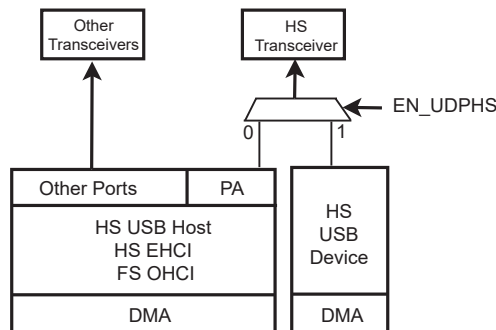 Other
Transceivers
HS
Transceiver
EN_UDPHS
0
1
Other Ports
PA
HS USB Host
HS EHCI
FS OHCI
DMA
HS
USB
Device
DMA